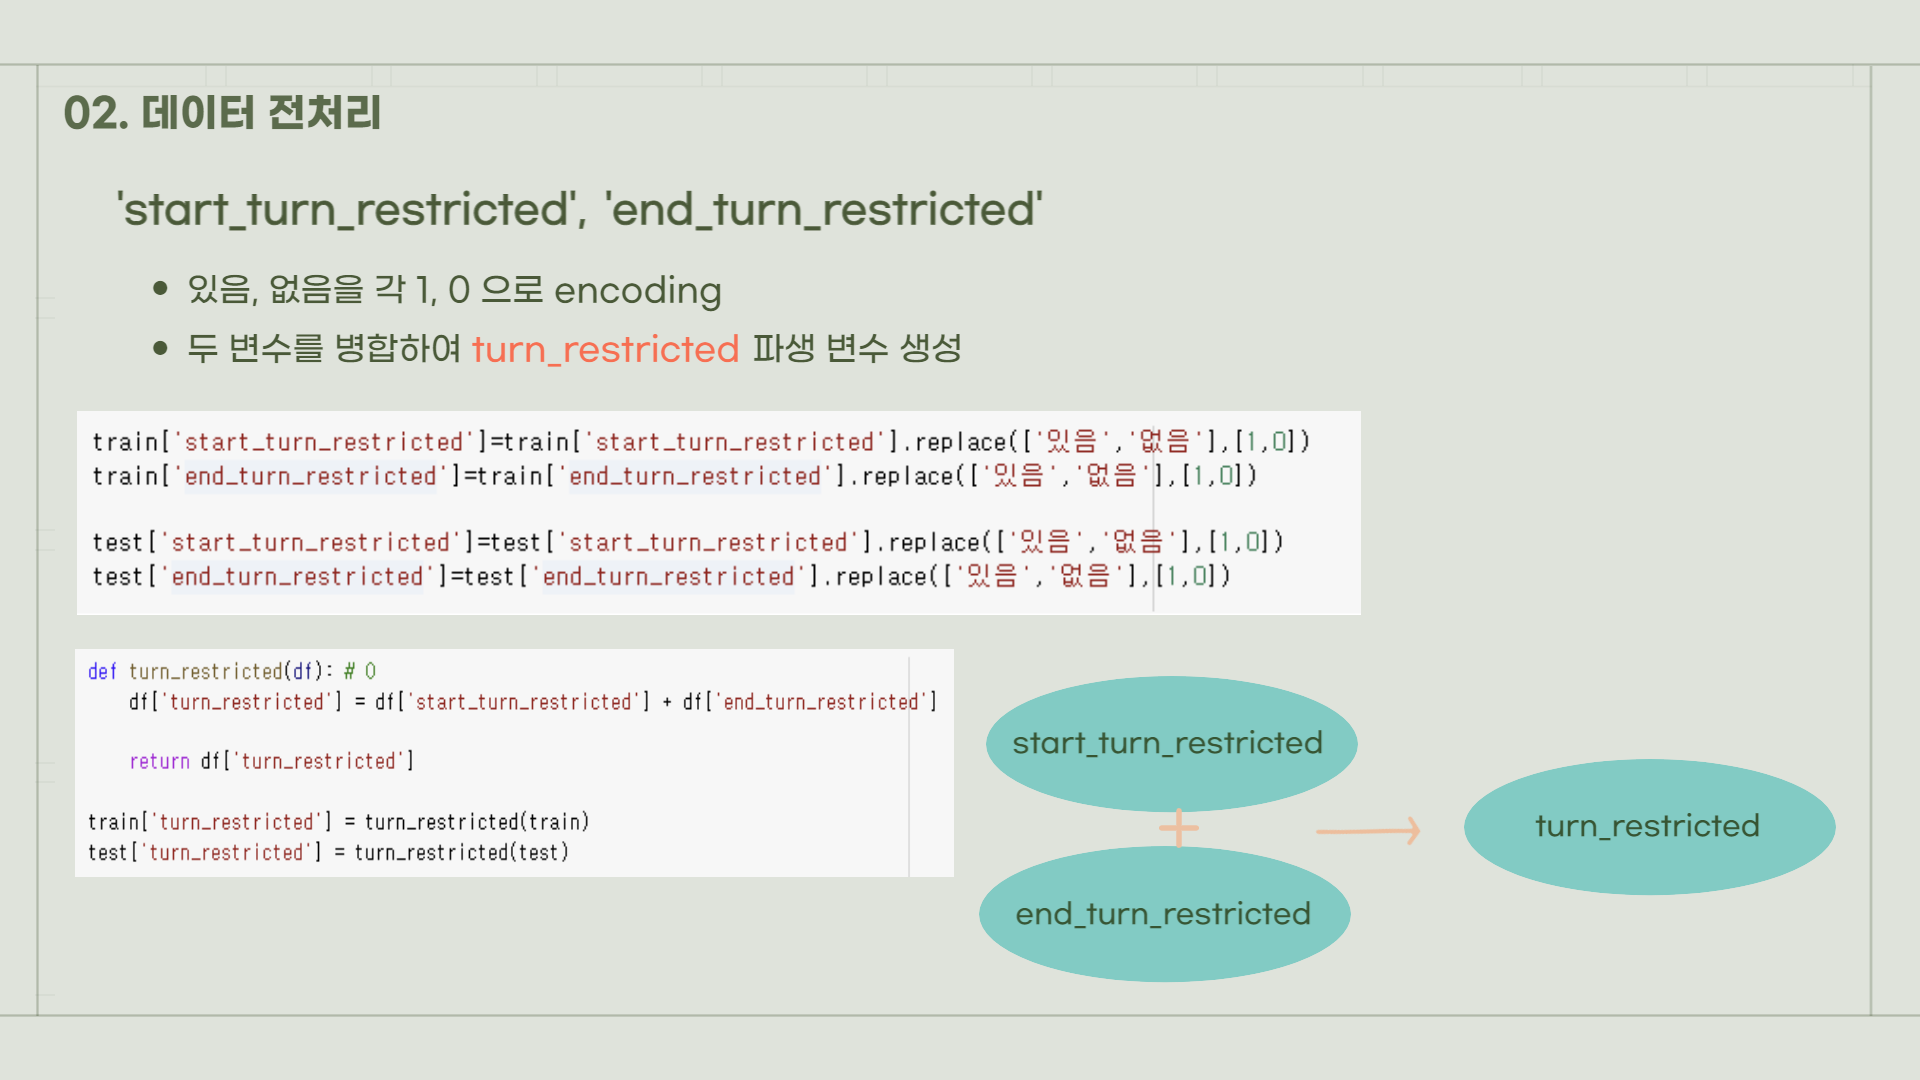 02. 데이터 전처리
'start_turn_restricted', 'end_turn_restricted'
• 있음, 없음을 각 1, 0 으로 encoding
• 두 변수를 병합하여 turn_restricted 파생 변수 생성
train['start_turn_restricted']=train['start_turn_restricted'].replace(['있음','없음'],[1,0])
train['end_turn_restricted']=train['end_turn_restricted'].replace(['있음','없음'],[1,0])
test['start_turn_restricted']=test['start_turn_restricted'].replace(['있음','없음'],[1,0])
test['end_turn_restricted']=test['end_turn_restricted'].replace(['있음','없음'],[1,0])
def turn_restricted(df): # 0
    df['turn_restricted'] = df['start_turn_restricted'] + df['end_turn_restricted']
    return df['turn_restricted']
train['turn_restricted'] = turn_restricted(train)
test['turn_restricted'] = turn_restricted(test)
start_turn_restricted
+
end_turn_restricted
turn_restricted